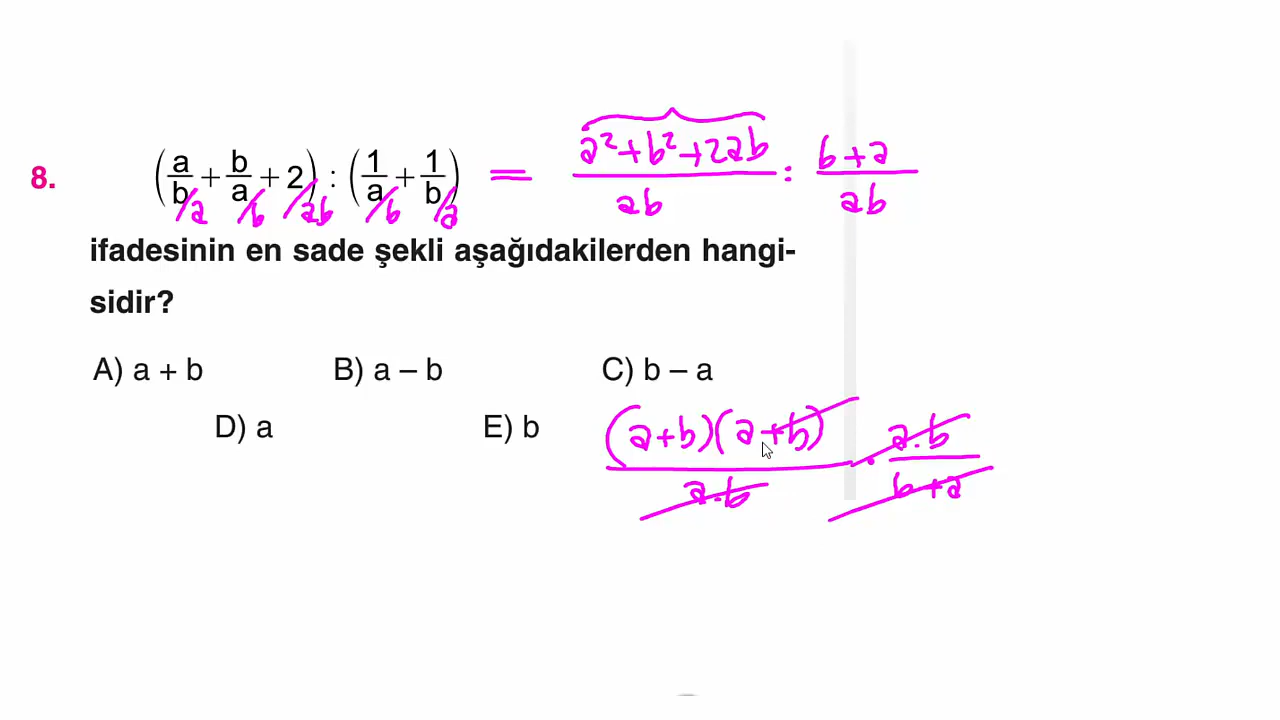 8. (a/b + b/a + 2) : (1/a + 1/b) = (a² + b² + 2ab)/(ab) : (b + a)/(ab)
/a /b /ab /b /a
ifadesinin en sade şekli aşağıdakilerden hangi-
sidir?
A) a + b B) a – b C) b – a
D) a E) b
(a+b)(a+b)/(a.b) . (a.b)/(b+a)